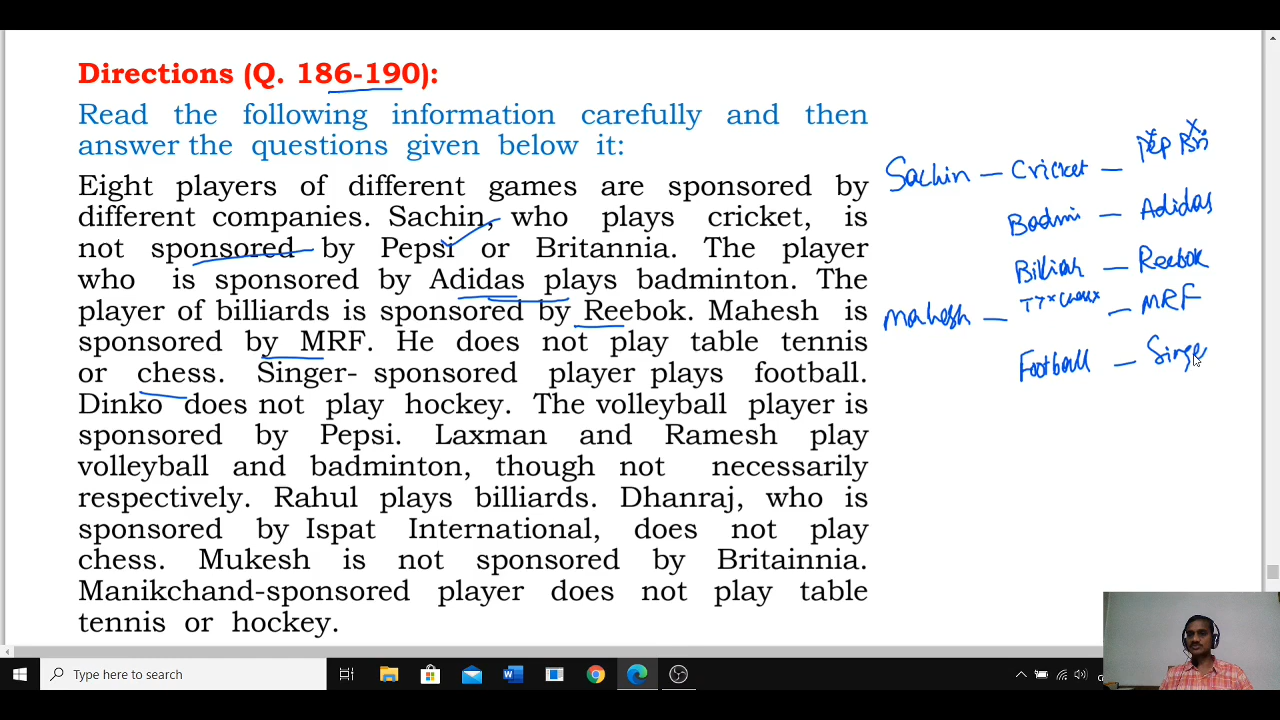 Directions (Q. 186-190):
Read the following information carefully and then
answer the questions given below it:
Eight players of different games are sponsored by
different companies. Sachin, who plays cricket, is
not sponsored by Pepsi or Britannia. The player
who is sponsored by Adidas plays badminton. The
player of billiards is sponsored by Reebok. Mahesh is
sponsored by MRF. He does not play table tennis
or chess. Singer- sponsored player plays football.
Dinko does not play hockey. The volleyball player is
sponsored by Pepsi. Laxman and Ramesh play
volleyball and badminton, though not necessarily
respectively. Rahul plays billiards. Dhanraj, who is
sponsored by Ispat International, does not play
chess. Mukesh is not sponsored by Britainnia.
Manikchand-sponsored player does not play table
tennis or hockey.
Sachin — Cricket — Pep Bri
Badmi — Adidas
— Reebok
Mahesh — TTx Chessx — MRF
Football — Singe
Type here to search